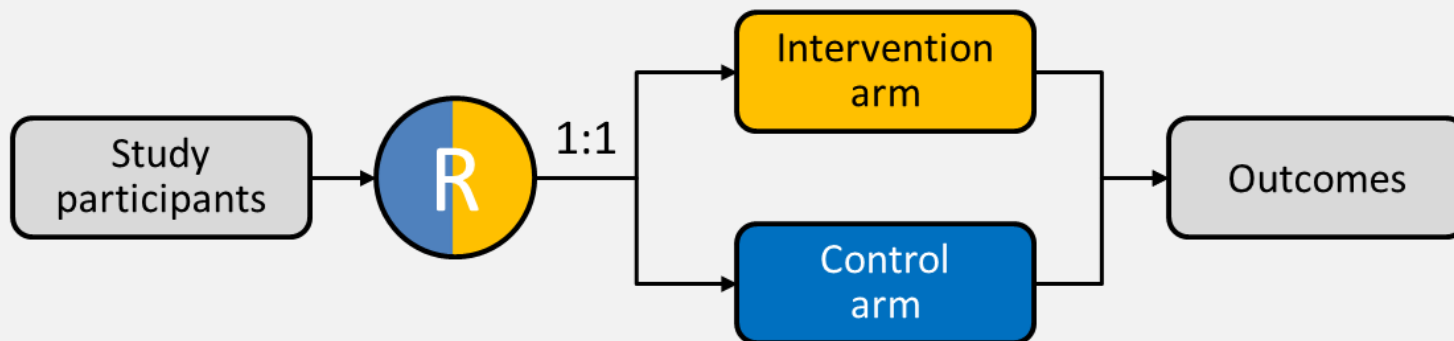 Study
participants
R
1:1
Intervention
arm
Control
arm
Outcomes